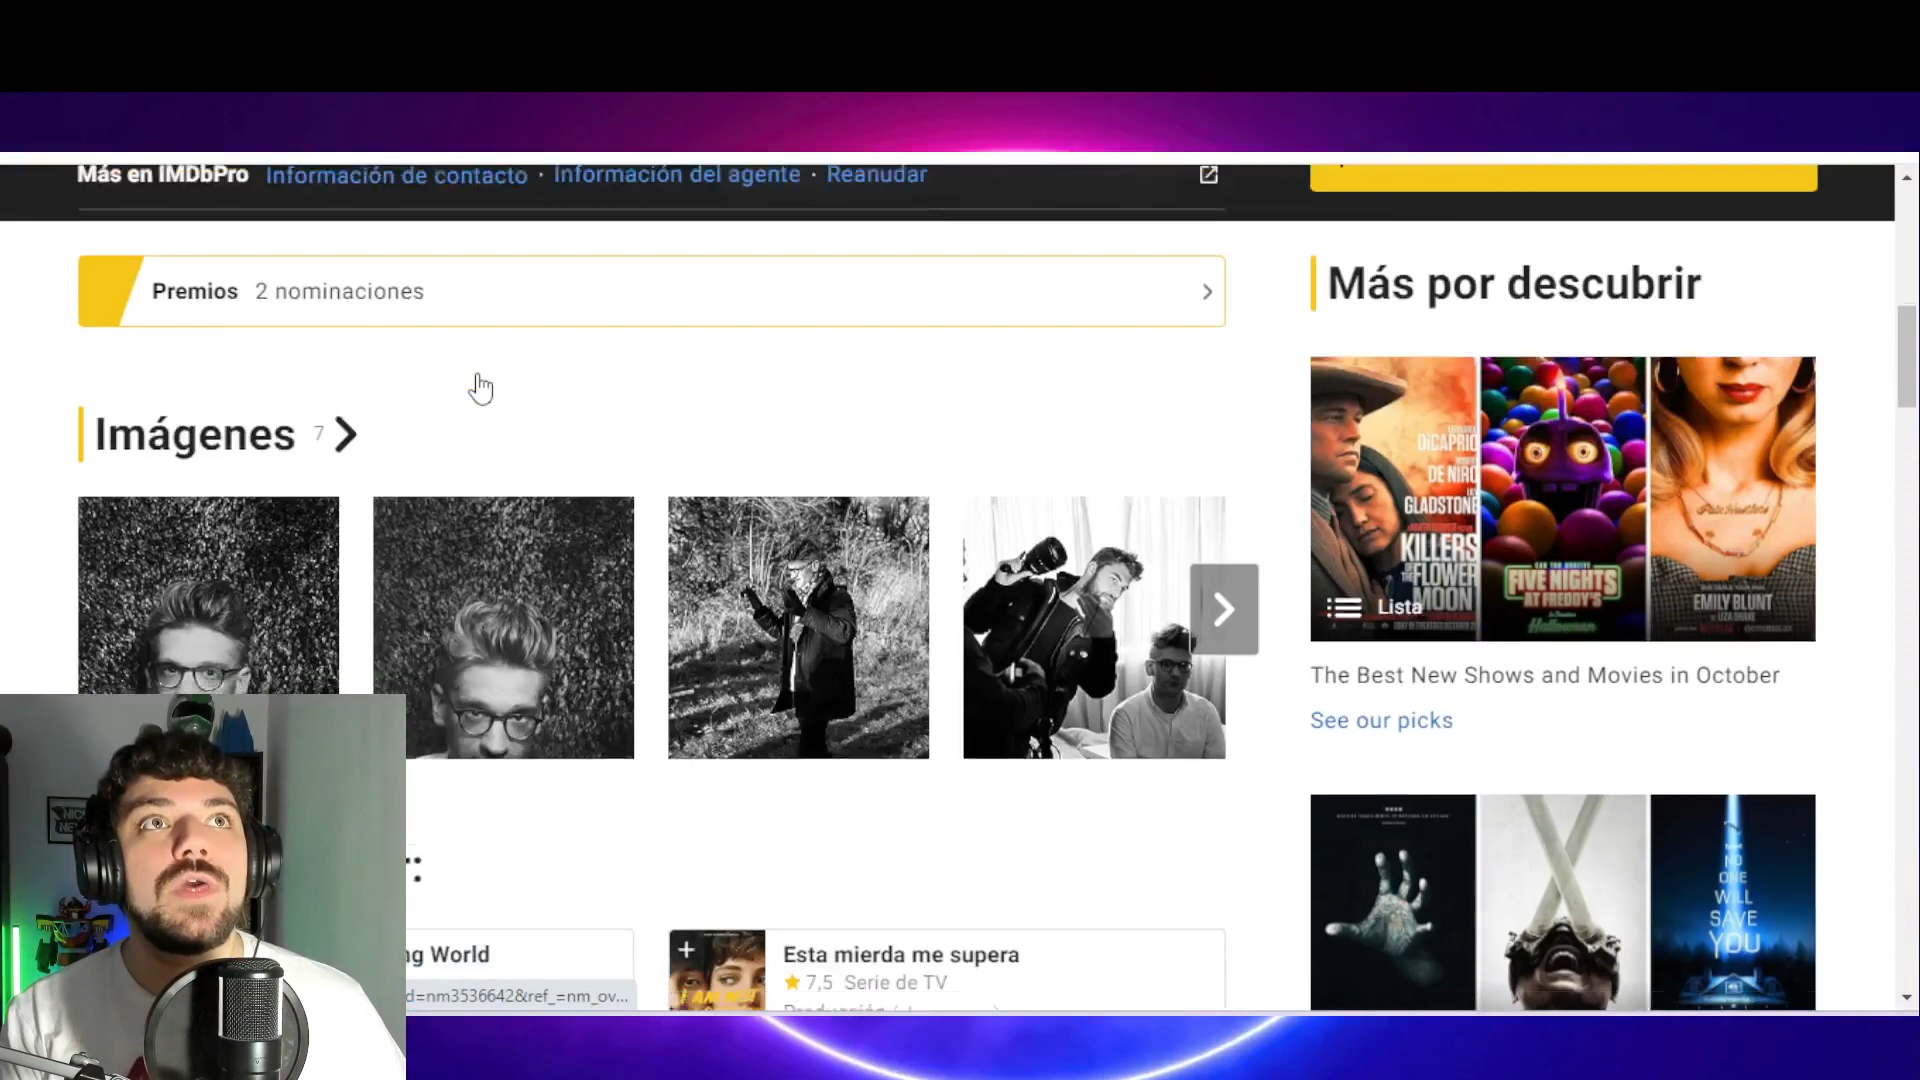 Más en IMDbPro Información de contacto · Información del agente · Reanudar
Premios 2 nominaciones
Más por descubrir
Imágenes 7
DiCAPRIO
DE NIRO
GLADSTONE
KILLERS
OF THE FLOWER
MOON
Lista
FIVE NIGHTS
AT FREDDY'S
EMILY BLUNT
The Best New Shows and Movies in October
See our picks
ng World
d=nm3536642&ref_=nm_ov...
Esta mierda me supera
7,5 Serie de TV
NO
ONE
WILL
SAVE
YOU